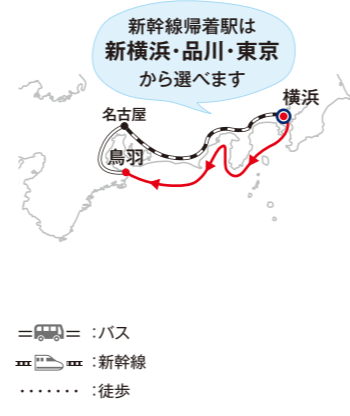 新幹線帰着駅は
新横浜・品川・東京
から選べます
横浜
名古屋
鳥羽
：バス
：新幹線
：徒歩